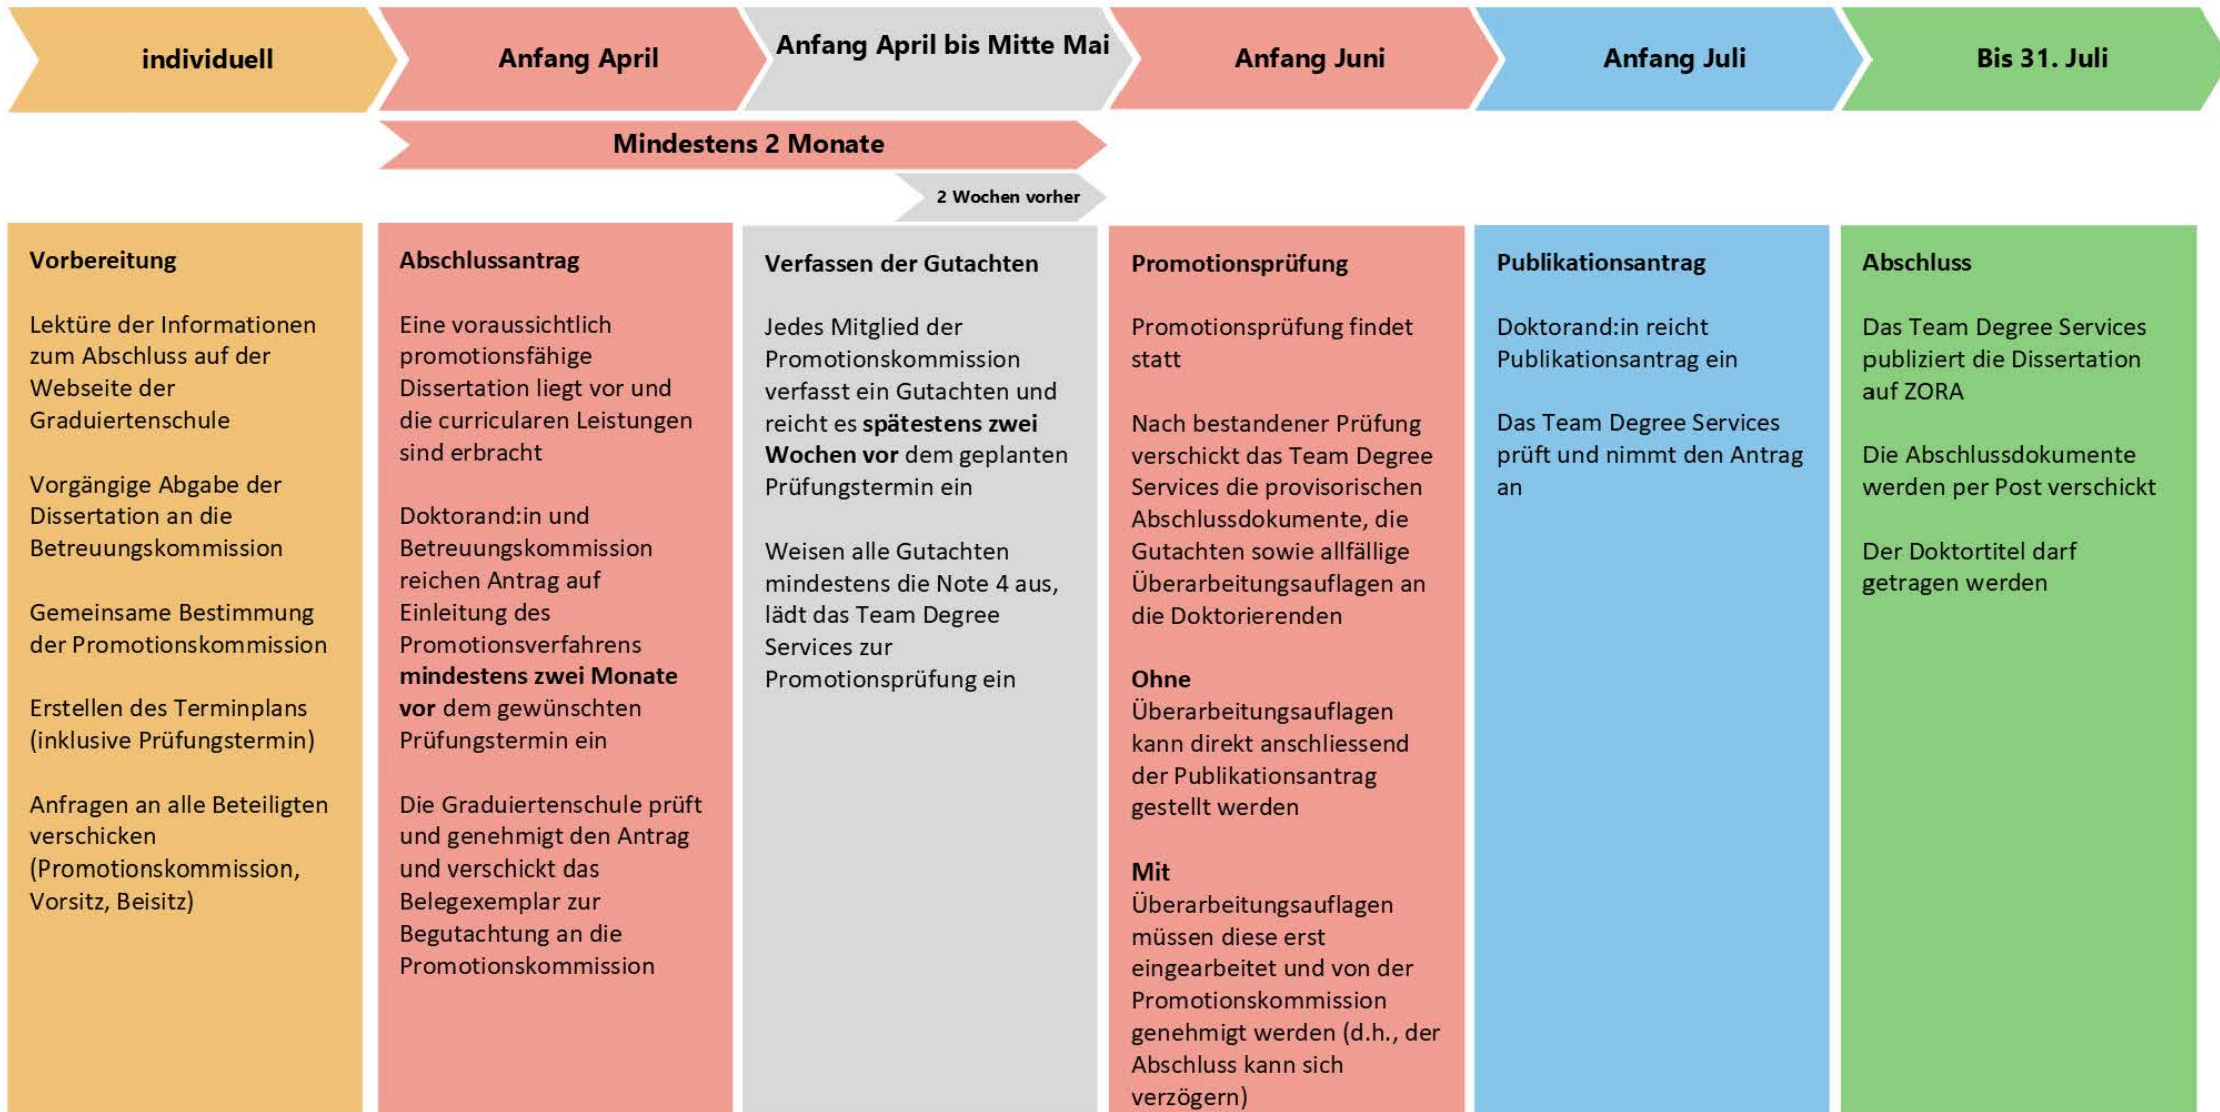 individuell
Anfang April
Anfang April bis Mitte Mai
Anfang Juni
Anfang Juli
Bis 31. Juli
Mindestens 2 Monate
2 Wochen vorher
Vorbereitung
Lektüre der Informationen
zum Abschluss auf der
Webseite der
Graduiertenschule
Vorgängige Abgabe der
Dissertation an die
Betreuungskommission
Gemeinsame Bestimmung
der Promotionskommission
Erstellen des Terminplans
(inklusive Prüfungstermin)
Anfragen an alle Beteiligten
verschicken
(Promotionskommission,
Vorsitz, Beisitz)
Abschlussantrag
Eine voraussichtlich
promotionsfähige
Dissertation liegt vor und
die curricularen Leistungen
sind erbracht
Doktorand:in und
Betreuungskommission
reichen Antrag auf
Einleitung des
Promotionsverfahrens
mindestens zwei Monate
vor dem gewünschten
Prüfungstermin ein
Die Graduiertenschule prüft
und genehmigt den Antrag
und verschickt das
Belegexemplar zur
Begutachtung an die
Promotionskommission
Verfassen der Gutachten
Jedes Mitglied der
Promotionskommission
verfasst ein Gutachten und
reicht es spätestens zwei
Wochen vor dem geplanten
Prüfungstermin ein
Weisen alle Gutachten
mindestens die Note 4 aus,
lädt das Team Degree
Services zur
Promotionsprüfung ein
Promotionsprüfung
Promotionsprüfung findet
statt
Nach bestandener Prüfung
verschickt das Team Degree
Services die provisorischen
Abschlussdokumente, die
Gutachten sowie allfällige
Überarbeitungsauflagen an
die Doktorierenden
Ohne
Überarbeitungsauflagen
kann direkt anschliessend
der Publikationsantrag
gestellt werden
Mit
Überarbeitungsauflagen
müssen diese erst
eingearbeitet und von der
Promotionskommission
genehmigt werden (d.h., der
Abschluss kann sich
verzögern)
Publikationsantrag
Doktorand:in reicht
Publikationsantrag ein
Das Team Degree Services
prüft und nimmt den Antrag
an
Abschluss
Das Team Degree Services
publiziert die Dissertation
auf ZORA
Die Abschlussdokumente
werden per Post verschickt
Der Doktortitel darf
getragen werden